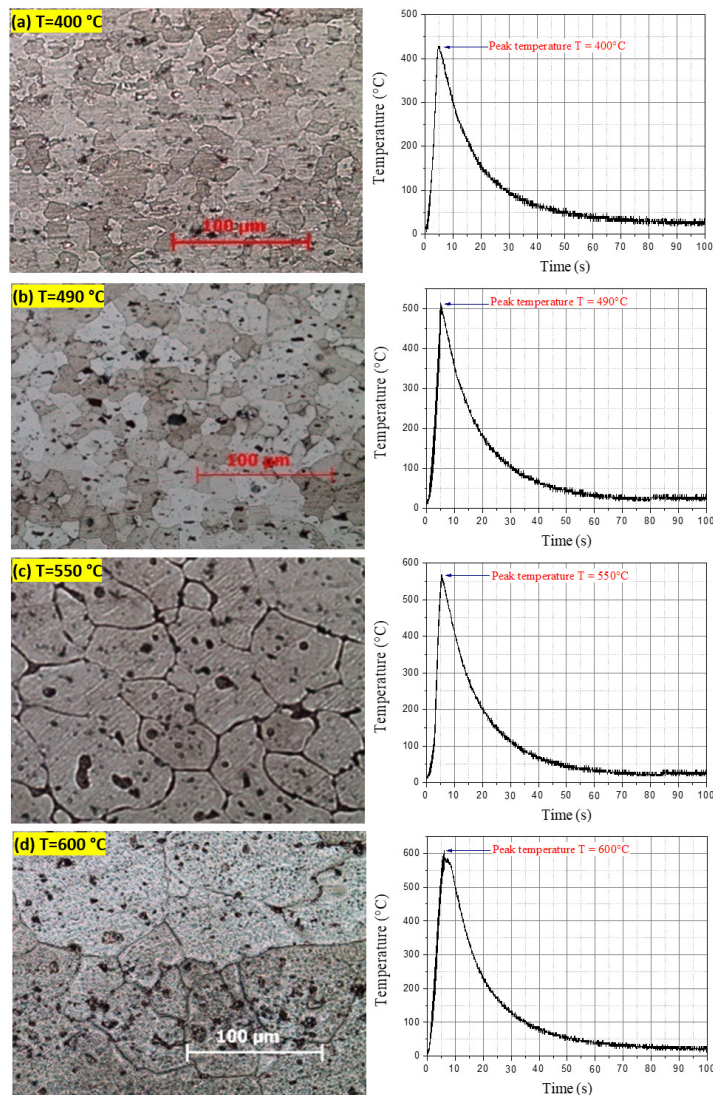 (a) T=400 °C
100 µm
Peak temperature T = 400°C
Temperature (°C)
500
400
300
200
100
0
0 10 20 30 40 50 60 70 80 90 100
Time (s)
(b) T=490 °C
100 µm
Peak temperature T = 490°C
Temperature (°C)
500
400
300
200
100
0
0 10 20 30 40 50 60 70 80 90 100
Time (s)
(c) T=550 °C
Peak temperature T = 550°C
Temperature (°C)
600
500
400
300
200
100
0
0 10 20 30 40 50 60 70 80 90 100
Time (s)
(d) T=600 °C
100 µm
Peak temperature T = 600°C
Temperature (°C)
600
500
400
300
200
100
0
0 10 20 30 40 50 60 70 80 90 100
Time (s)